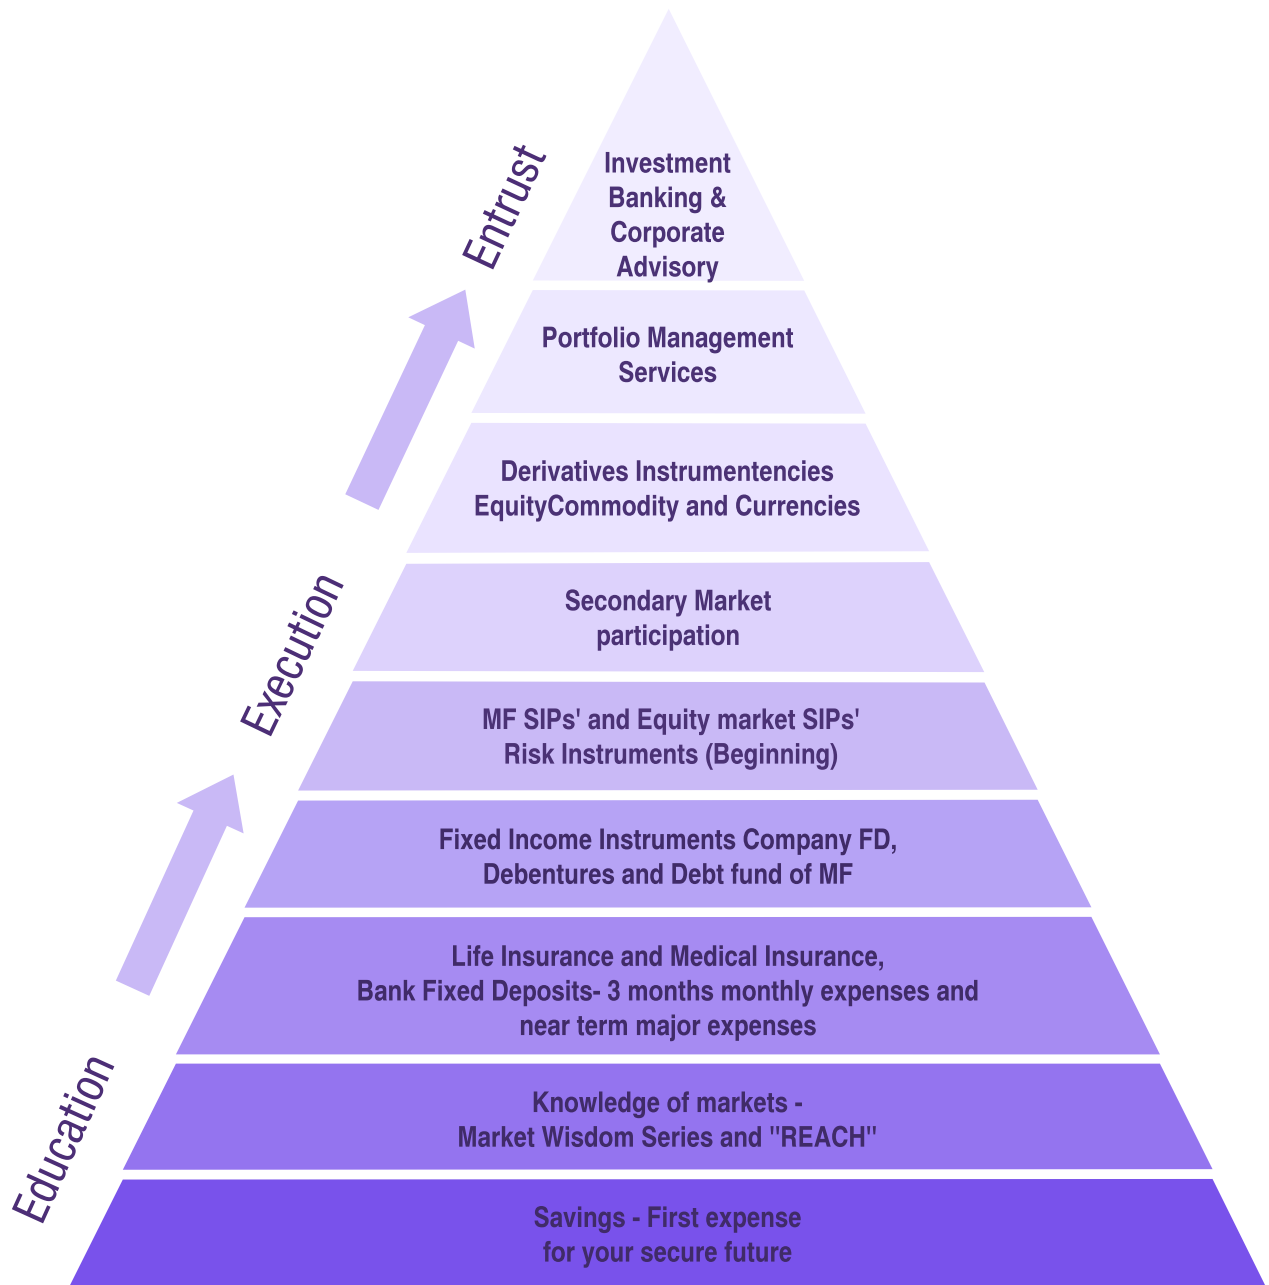 Entrust
Investment
Banking &
Corporate
Advisory
Portfolio Management
Services
Derivatives Instrumentencies
EquityCommodity and Currencies
Execution
Secondary Market
participation
MF SIPs' and Equity market SIPs'
Risk Instruments (Beginning)
Fixed Income Instruments Company FD,
Debentures and Debt fund of MF
Life Insurance and Medical Insurance,
Bank Fixed Deposits- 3 months monthly expenses and
near term major expenses
Education
Knowledge of markets -
Market Wisdom Series and "REACH"
Savings - First expense
for your secure future